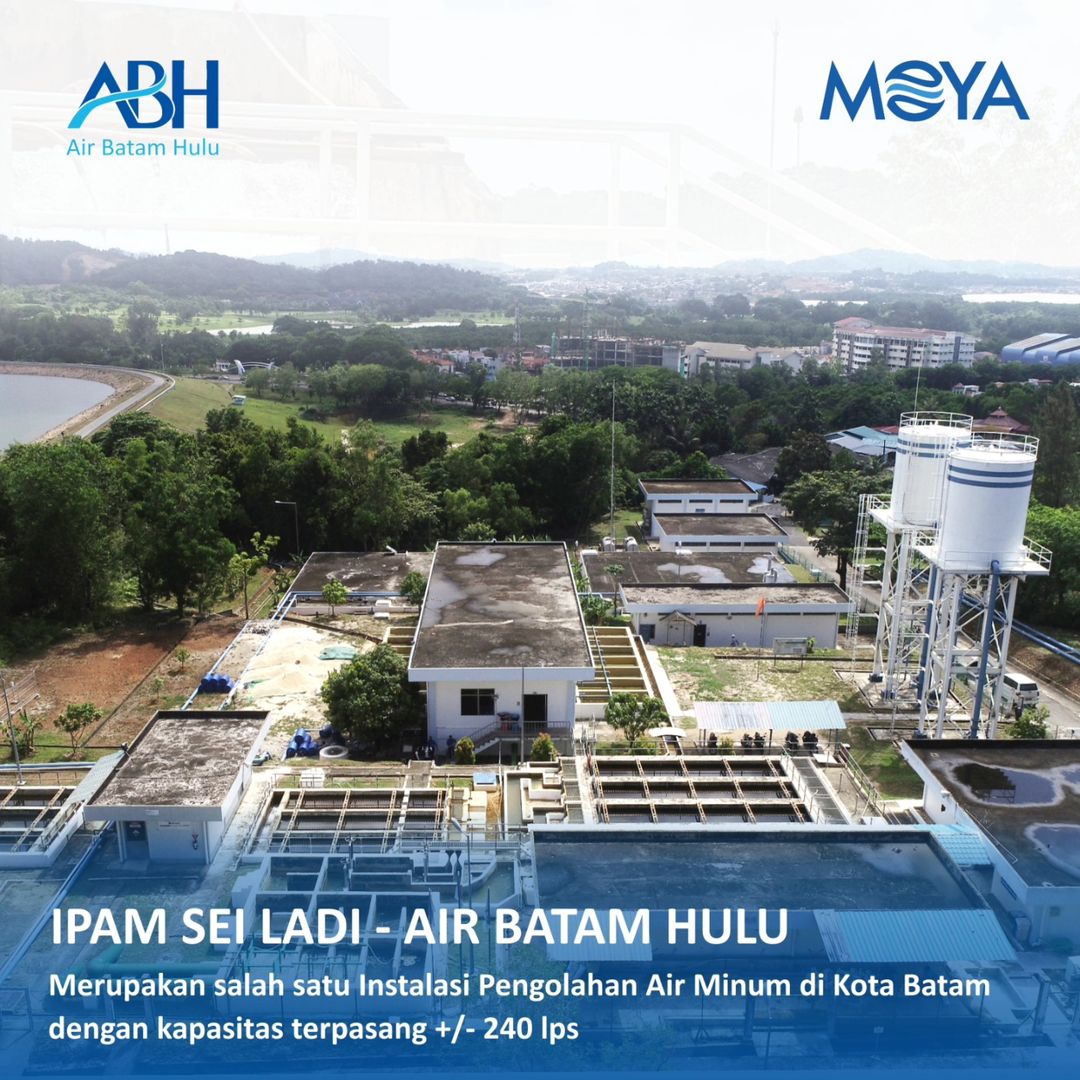 ABH
Air Batam Hulu
MOYA
IPAM SEI LADI - AIR BATAM HULU
Merupakan salah satu Instalasi Pengolahan Air Minum di Kota Batam
dengan kapasitas terpasang +/- 240 lps